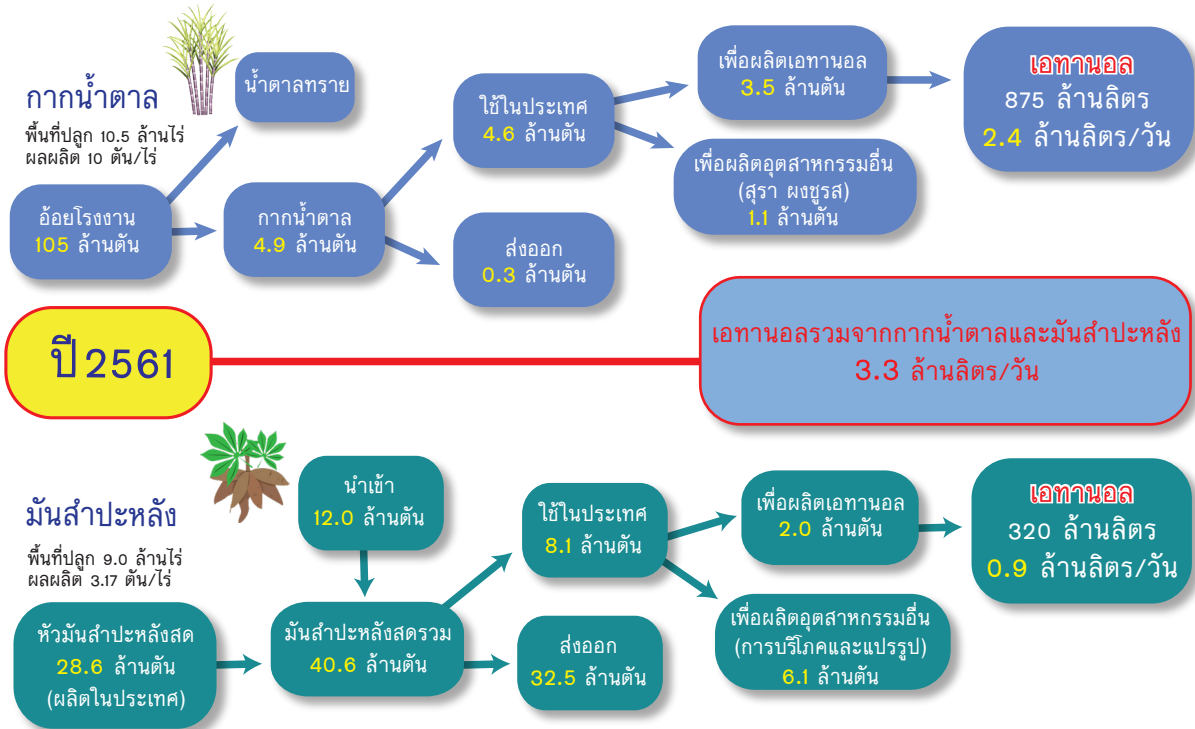 กากน้ำตาล
พื้นที่ปลูก 10.5 ล้านไร่
ผลผลิต 10 ตัน/ไร่
อ้อยโรงงาน
105 ล้านตัน
น้ำตาลทราย
กากน้ำตาล
4.9 ล้านตัน
ใช้ในประเทศ
4.6 ล้านตัน
ส่งออก
0.3 ล้านตัน
เพื่อผลิตเอทานอล
3.5 ล้านตัน
เพื่อผลิตอุตสาหกรรมอื่น
(สุรา ผงชูรส)
1.1 ล้านตัน
เอทานอล
875 ล้านลิตร
2.4 ล้านลิตร/วัน
ปี 2561
เอทานอลรวมจากกากน้ำตาลและมันสำปะหลัง
3.3 ล้านลิตร/วัน
มันสำปะหลัง
พื้นที่ปลูก 9.0 ล้านไร่
ผลผลิต 3.17 ตัน/ไร่
หัวมันสำปะหลังสด
28.6 ล้านตัน
(ผลิตในประเทศ)
นำเข้า
12.0 ล้านตัน
มันสำปะหลังสดรวม
40.6 ล้านตัน
ใช้ในประเทศ
8.1 ล้านตัน
ส่งออก
32.5 ล้านตัน
เพื่อผลิตเอทานอล
2.0 ล้านตัน
เพื่อผลิตอุตสาหกรรมอื่น
(การบริโภคและแปรรูป)
6.1 ล้านตัน
เอทานอล
320 ล้านลิตร
0.9 ล้านลิตร/วัน